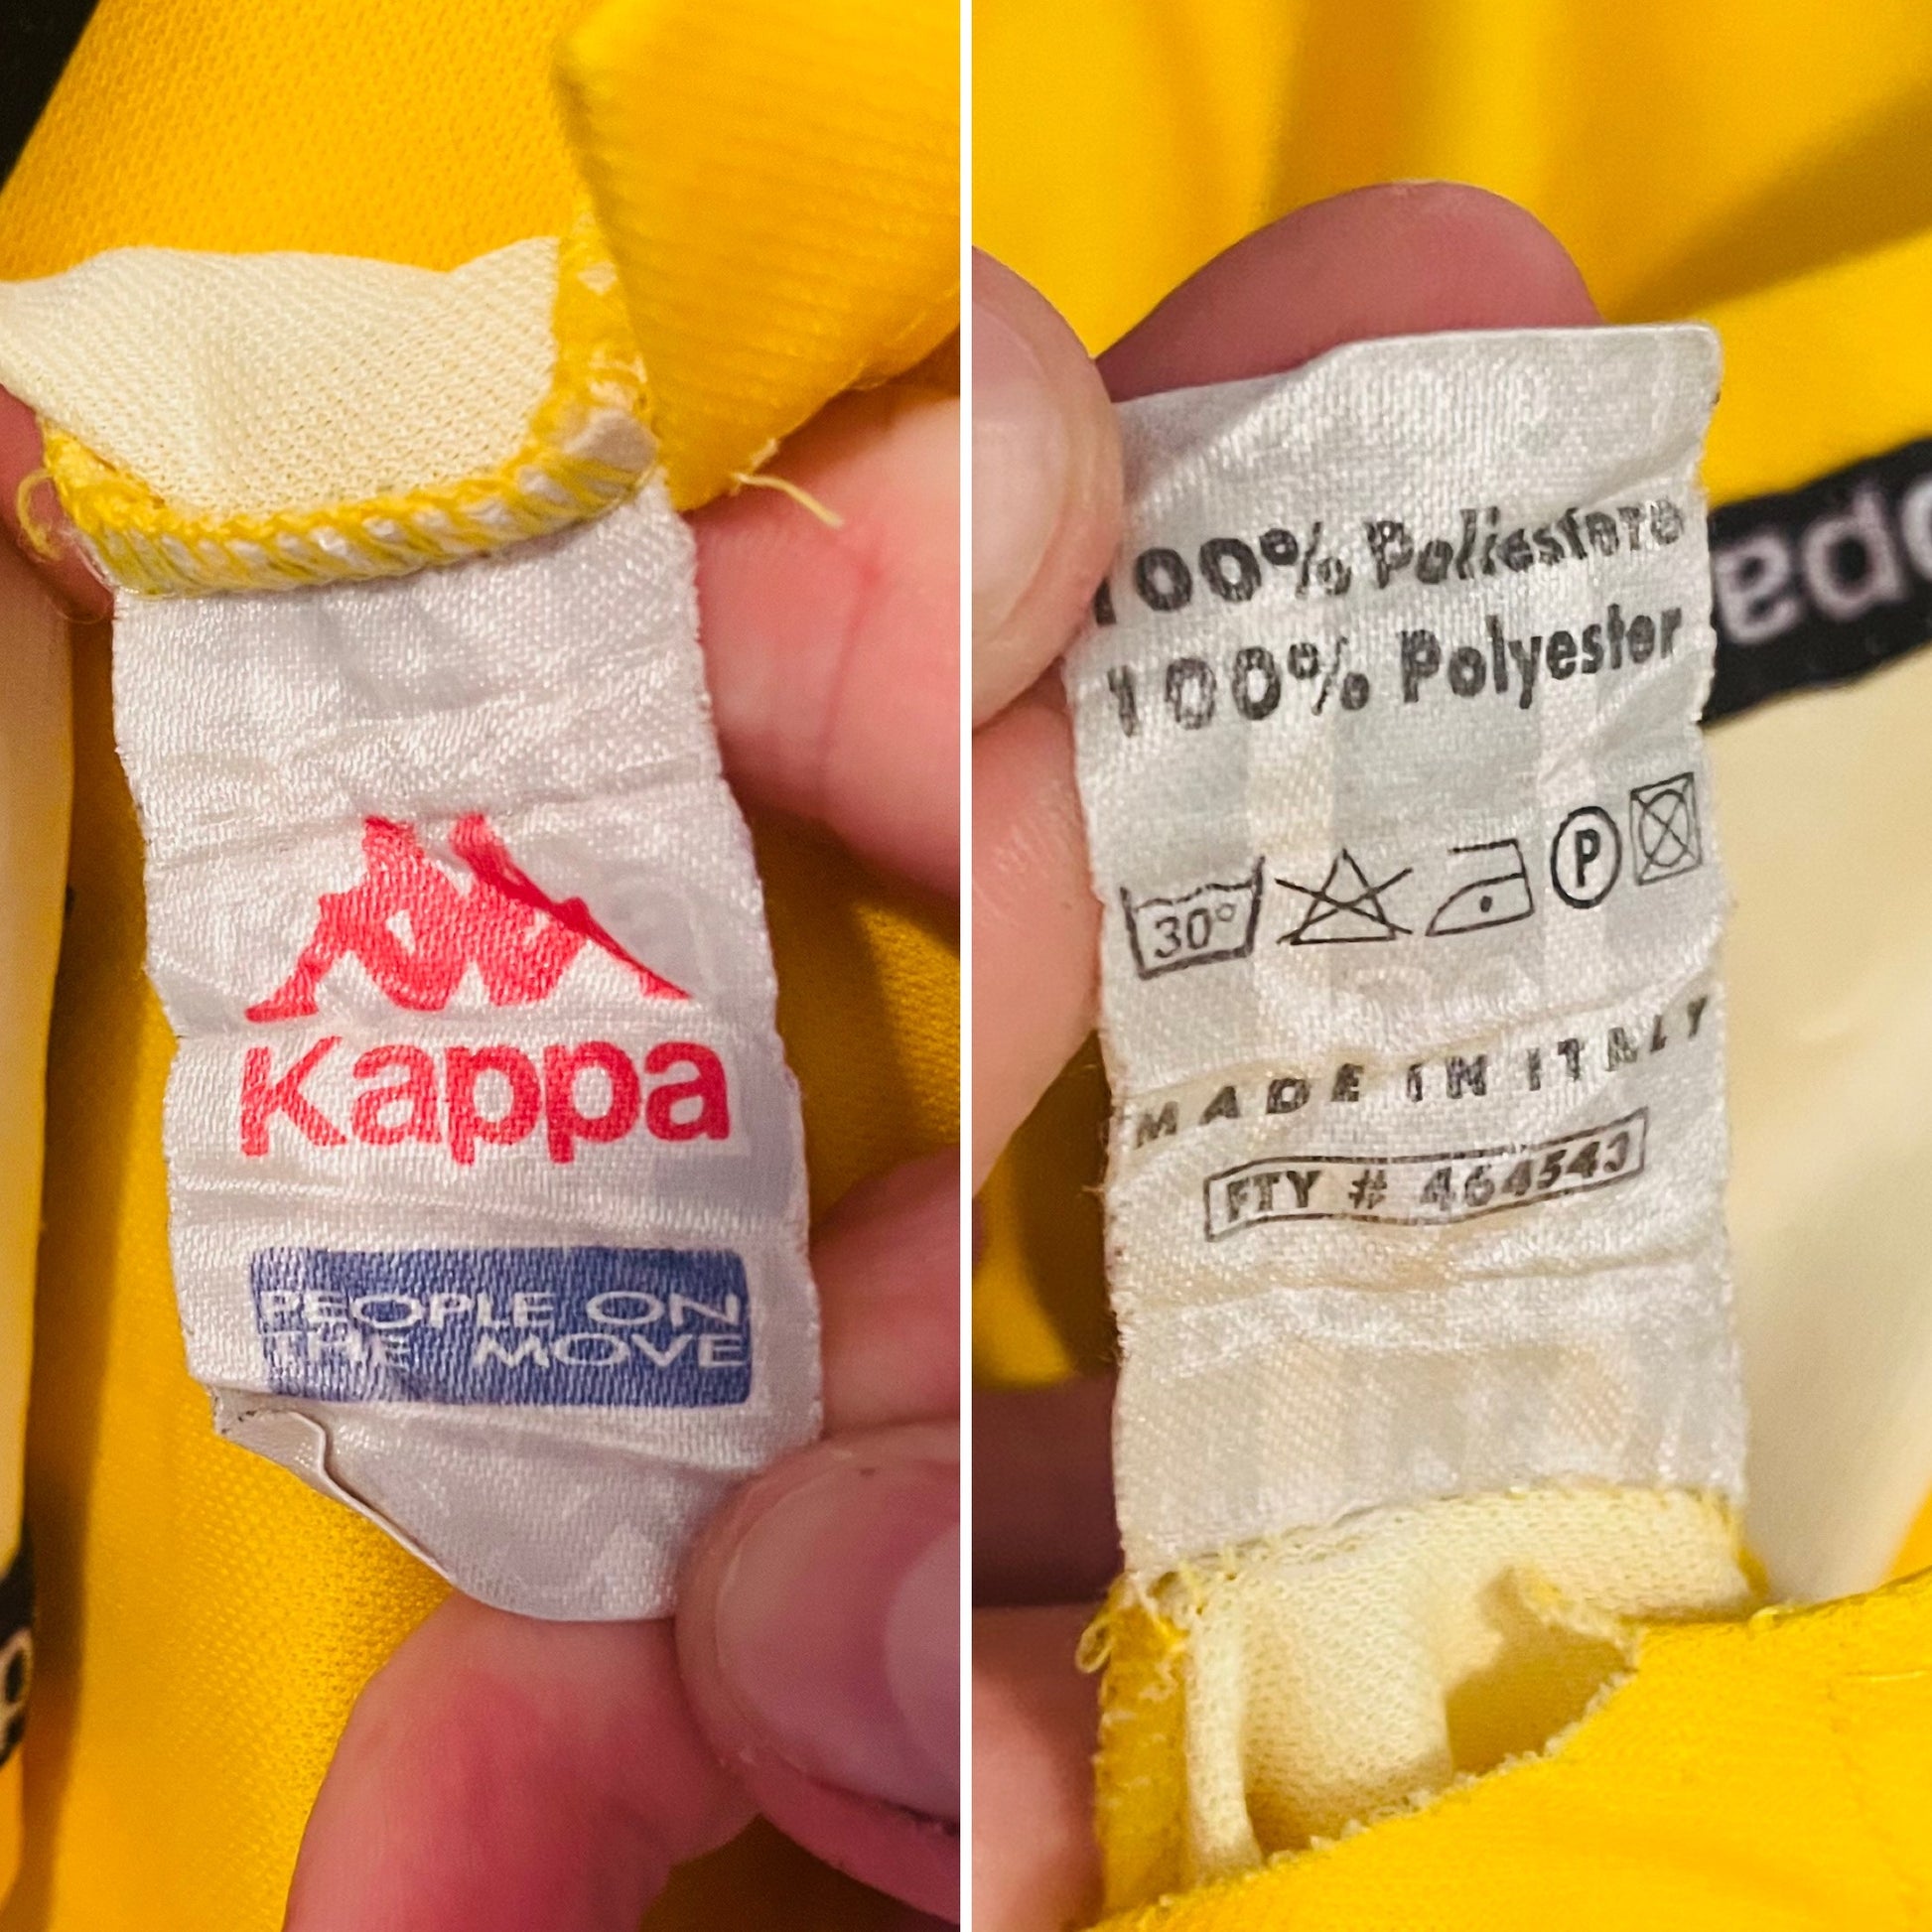 Kappa
PEOPLE ON
THE MOVE
100% Poliestere
100% Polyester
30°
P
MADE IN ITALY
FTY # 464543